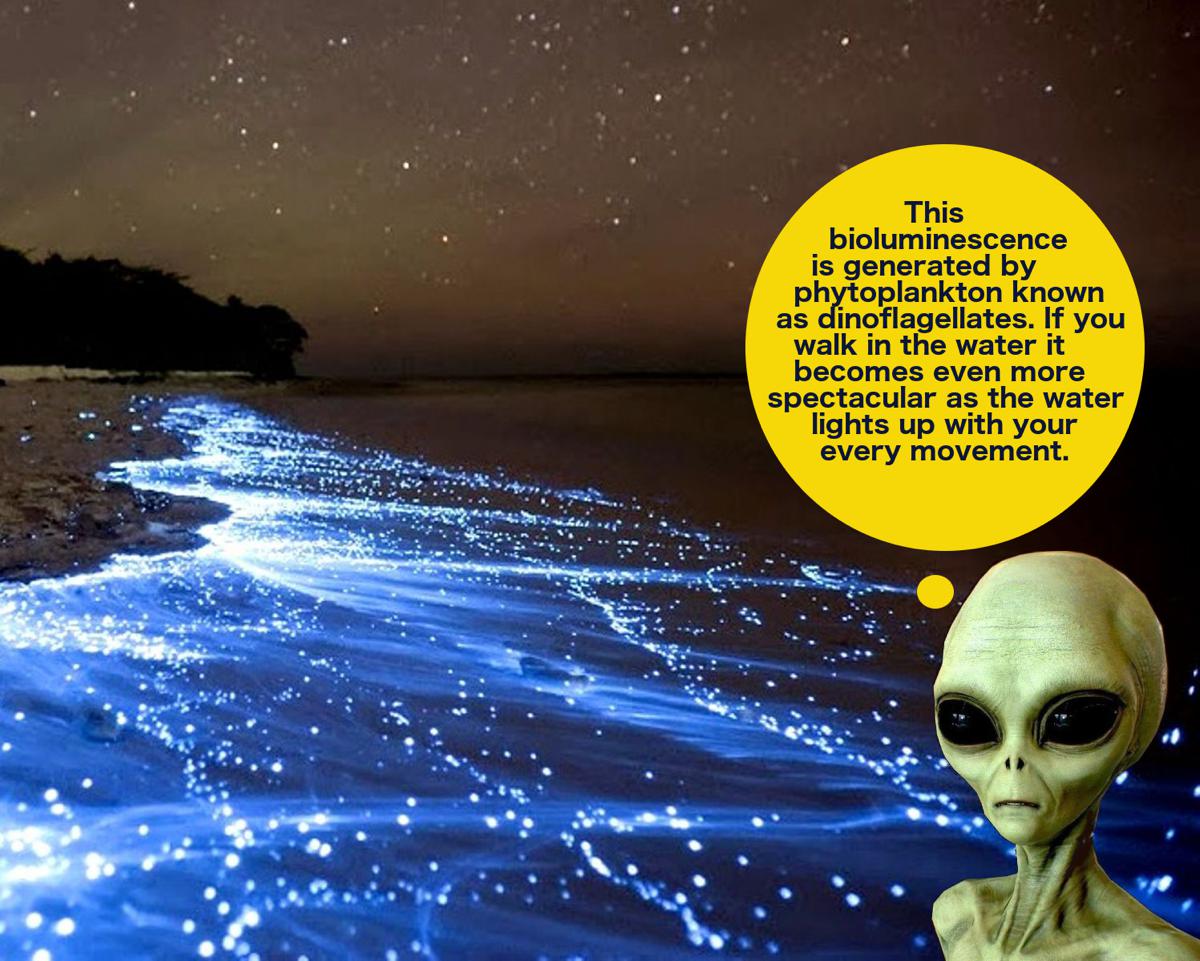 This
bioluminescence
is generated by
phytoplankton known
as dinoflagellates. If you
walk in the water it
becomes even more
spectacular as the water
lights up with your
every movement.